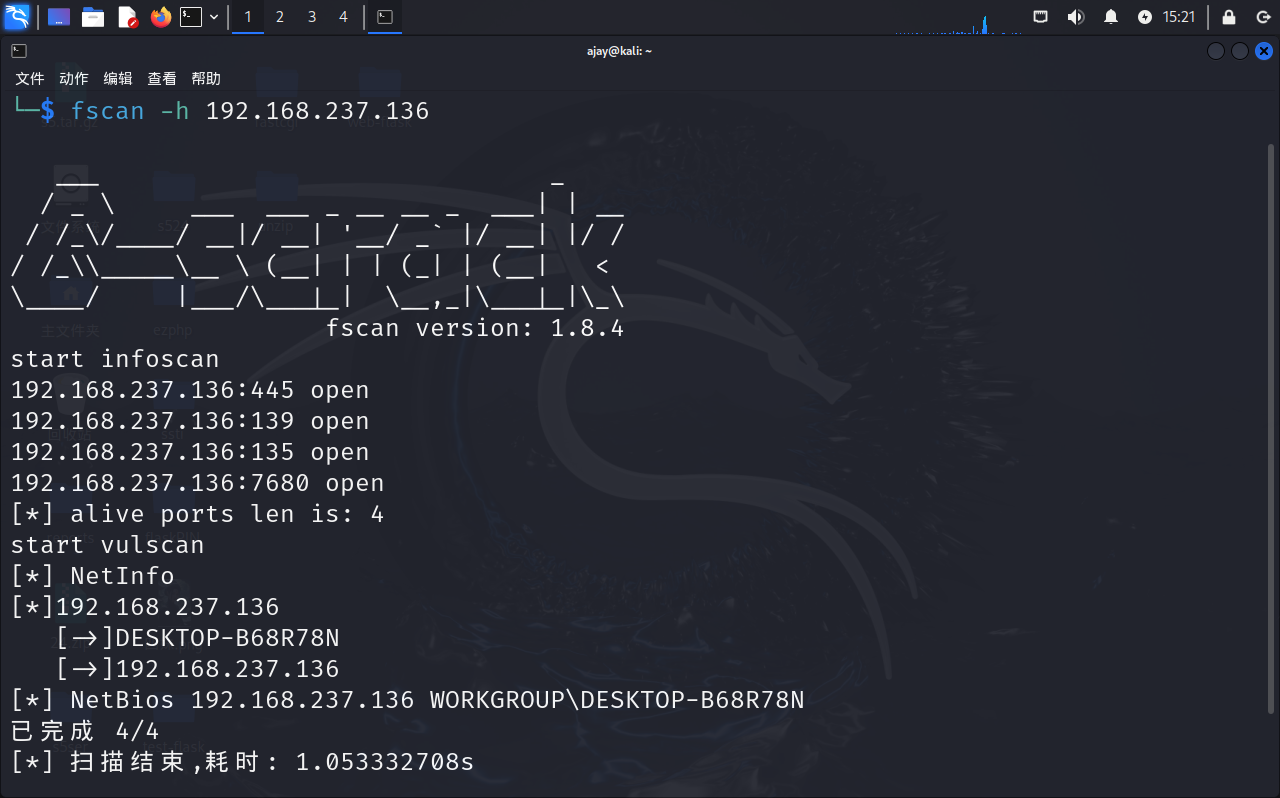 1 2 3 4 15:21
ajay@kali: ~
文件 动作 编辑 查看 帮助
└─$ fscan -h 192.168.237.136
   ___                              _
  / _ \     ___  ___ _ __ __ _  ___| | __
 / /_\/____/ __|/ __| '__/ _` |/ __| |/ /
/ /_\\_____\__ \ (__| | | (_| | (__|   <
\____/     |___/\___|_|  \__,_|\___|_|\_\
                     fscan version: 1.8.4
start infoscan
192.168.237.136:445 open
192.168.237.136:139 open
192.168.237.136:135 open
192.168.237.136:7680 open
[*] alive ports len is: 4
start vulscan
[*] NetInfo
[*]192.168.237.136
   [->]DESKTOP-B68R78N
   [->]192.168.237.136
[*] NetBios 192.168.237.136 WORKGROUP\DESKTOP-B68R78N
已完成 4/4
[*] 扫描结束,耗时: 1.053332708s